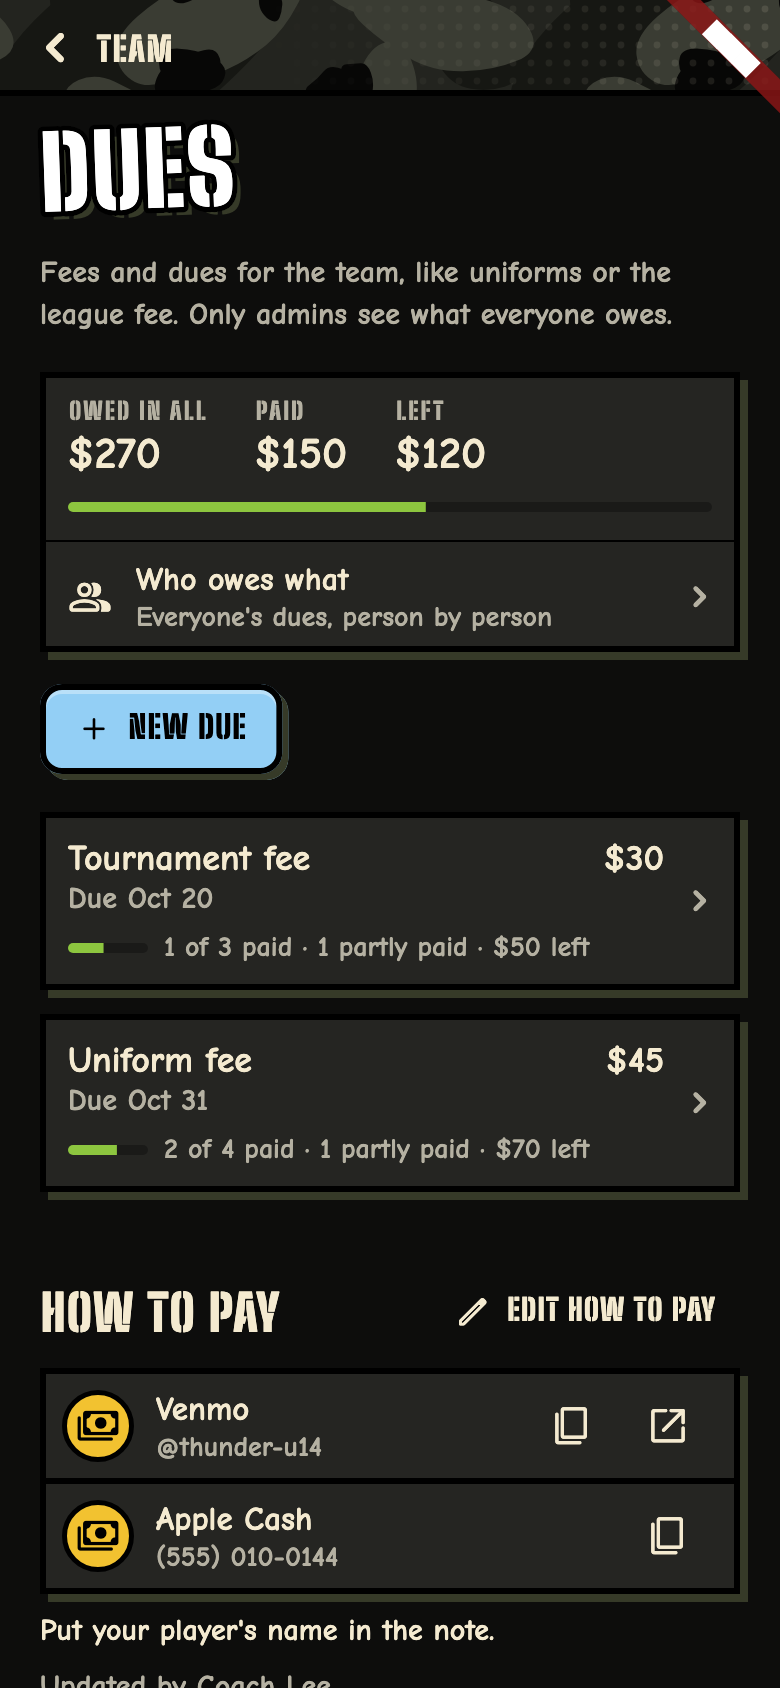 TEAM
DUES
Fees and dues for the team, like uniforms or the
league fee. Only admins see what everyone owes.
OWED IN ALL PAID LEFT
$270 $150 $120
Who owes what
Everyone's dues, person by person
+ NEW DUE
Tournament fee $30
Due Oct 20
1 of 3 paid · 1 partly paid · $50 left
Uniform fee $45
Due Oct 31
2 of 4 paid · 1 partly paid · $70 left
HOW TO PAY EDIT HOW TO PAY
Venmo
@thunder-u14
Apple Cash
(555) 010-0144
Put your player's name in the note.
Updated by Coach Lee